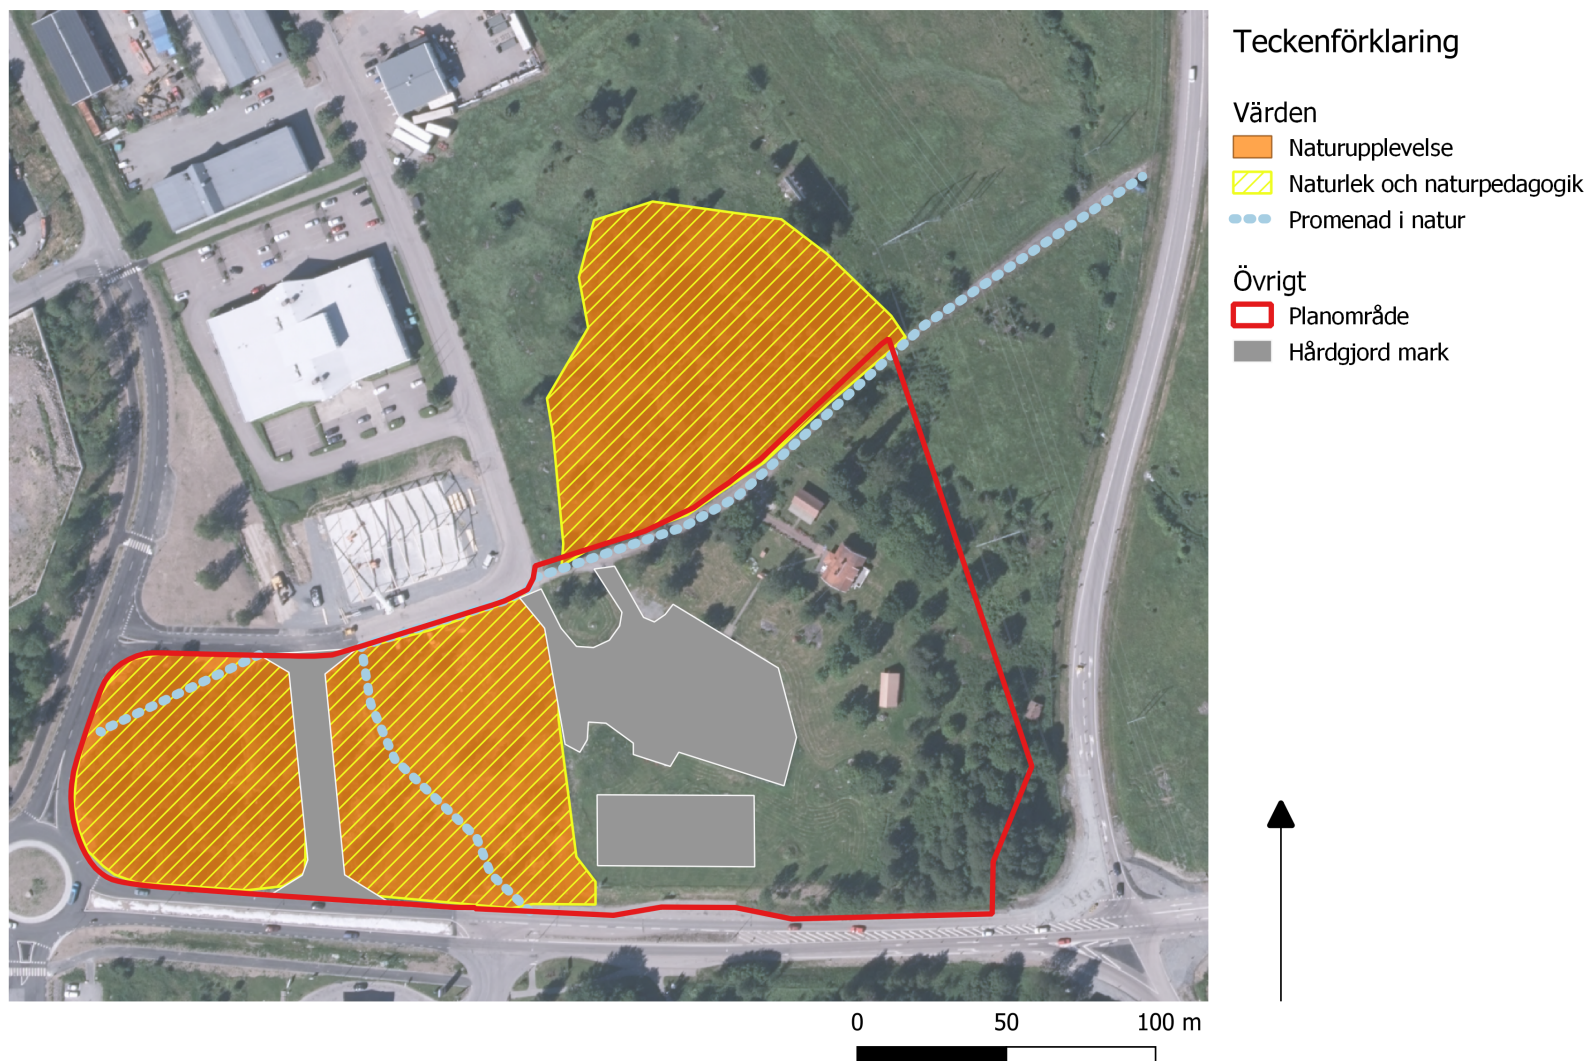 Teckenförklaring
Värden
Naturupplevelse
Naturlek och naturpedagogik
Promenad i natur
Övrigt
Planområde
Hårdgjord mark
0 50 100 m